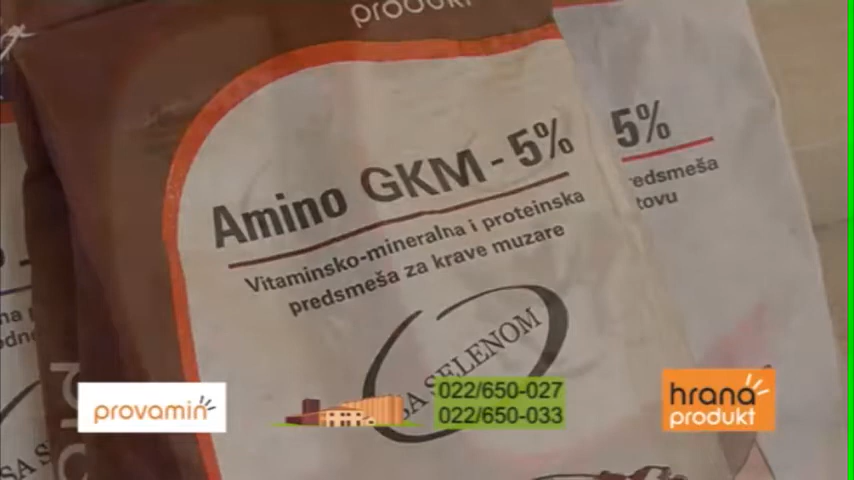 produkt
Amino GKM - 5%
Vitaminsko-mineralna i proteinska
predsmeša za krave muzare
SA SELENOM
5%
tovu
SA S
provamin
022/650-027
022/650-033
hrana
produkt